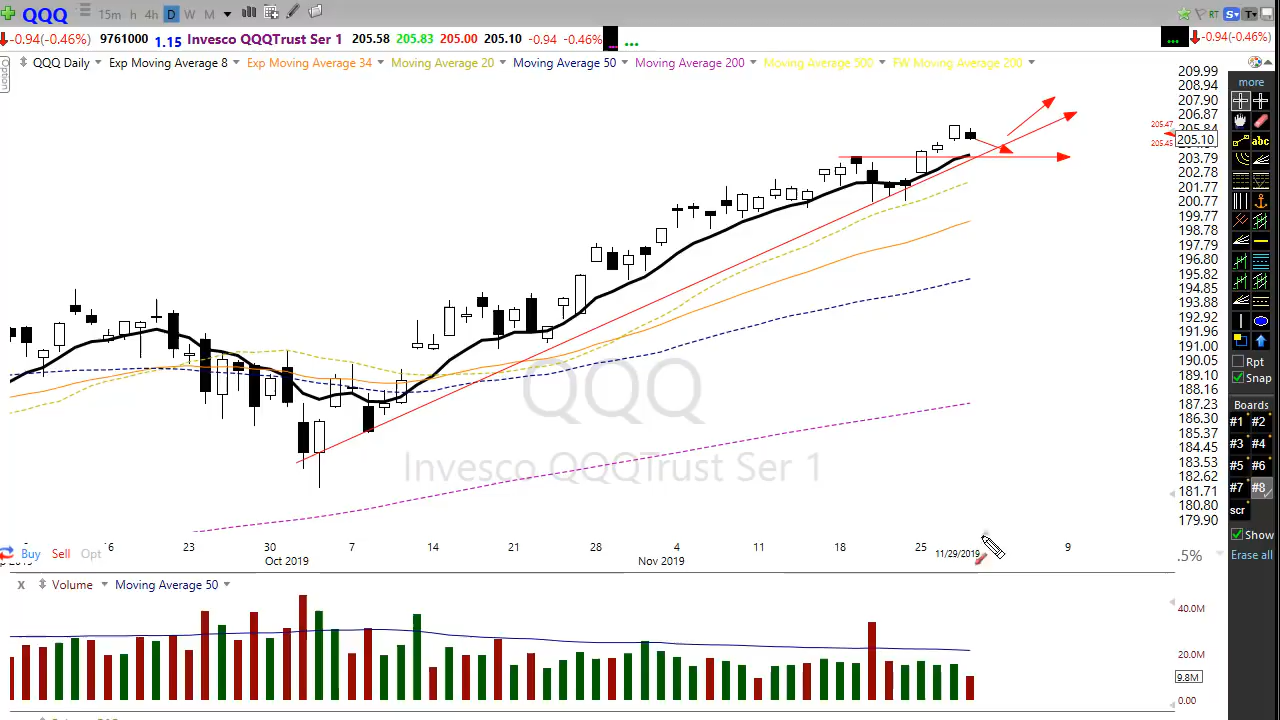 QQQ 15m h 4h D W M RT S T
-0.94(-0.46%) 9761000 1.15 Invesco QQQTrust Ser 1 205.58 205.83 205.00 205.10 -0.94 -0.46% ... ... -0.94(-0.46%)
Option
QQQ Daily Exp Moving Average 8 Exp Moving Average 34 Moving Average 20 Moving Average 50 Moving Average 200 Moving Average 500 FW Moving Average 200
209.99
208.94
207.90
206.87
205.84
205.47
205.10
205.45
203.79
202.78
201.77
200.77
199.77
198.78
197.79
196.80
195.82
194.85
193.88
192.92
191.96
191.00
190.05
189.10
188.16
187.23
186.30
185.37
184.45
183.53
182.62
181.71
180.80
179.90
QQQ
Invesco QQQTrust Ser 1
more
abc
Rpt
Snap
Boards
#1 #2
#3 #4
#5 #6
#7 #8
scr
Show
Erase all
Buy Sell Opt
6 23 30 7 14 21 28 4 11 18 25 11/29/2019 9
Oct 2019 Nov 2019
.5%
X Volume Moving Average 50
40.0M
20.0M
9.8M
0.00